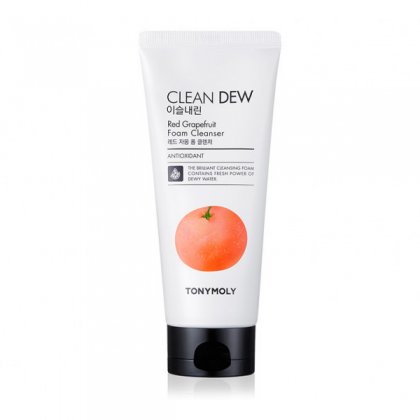 CLEAN DEW
이슬내린
Red Grapefruit
Foam Cleanser
레드 자몽 폼 클렌저
ANTIOXIDANT
THE BRILLIANT CLEANSING FOAM
CONTAINS FRESH POWER OF
DEWY WATER.
TONYMOLY